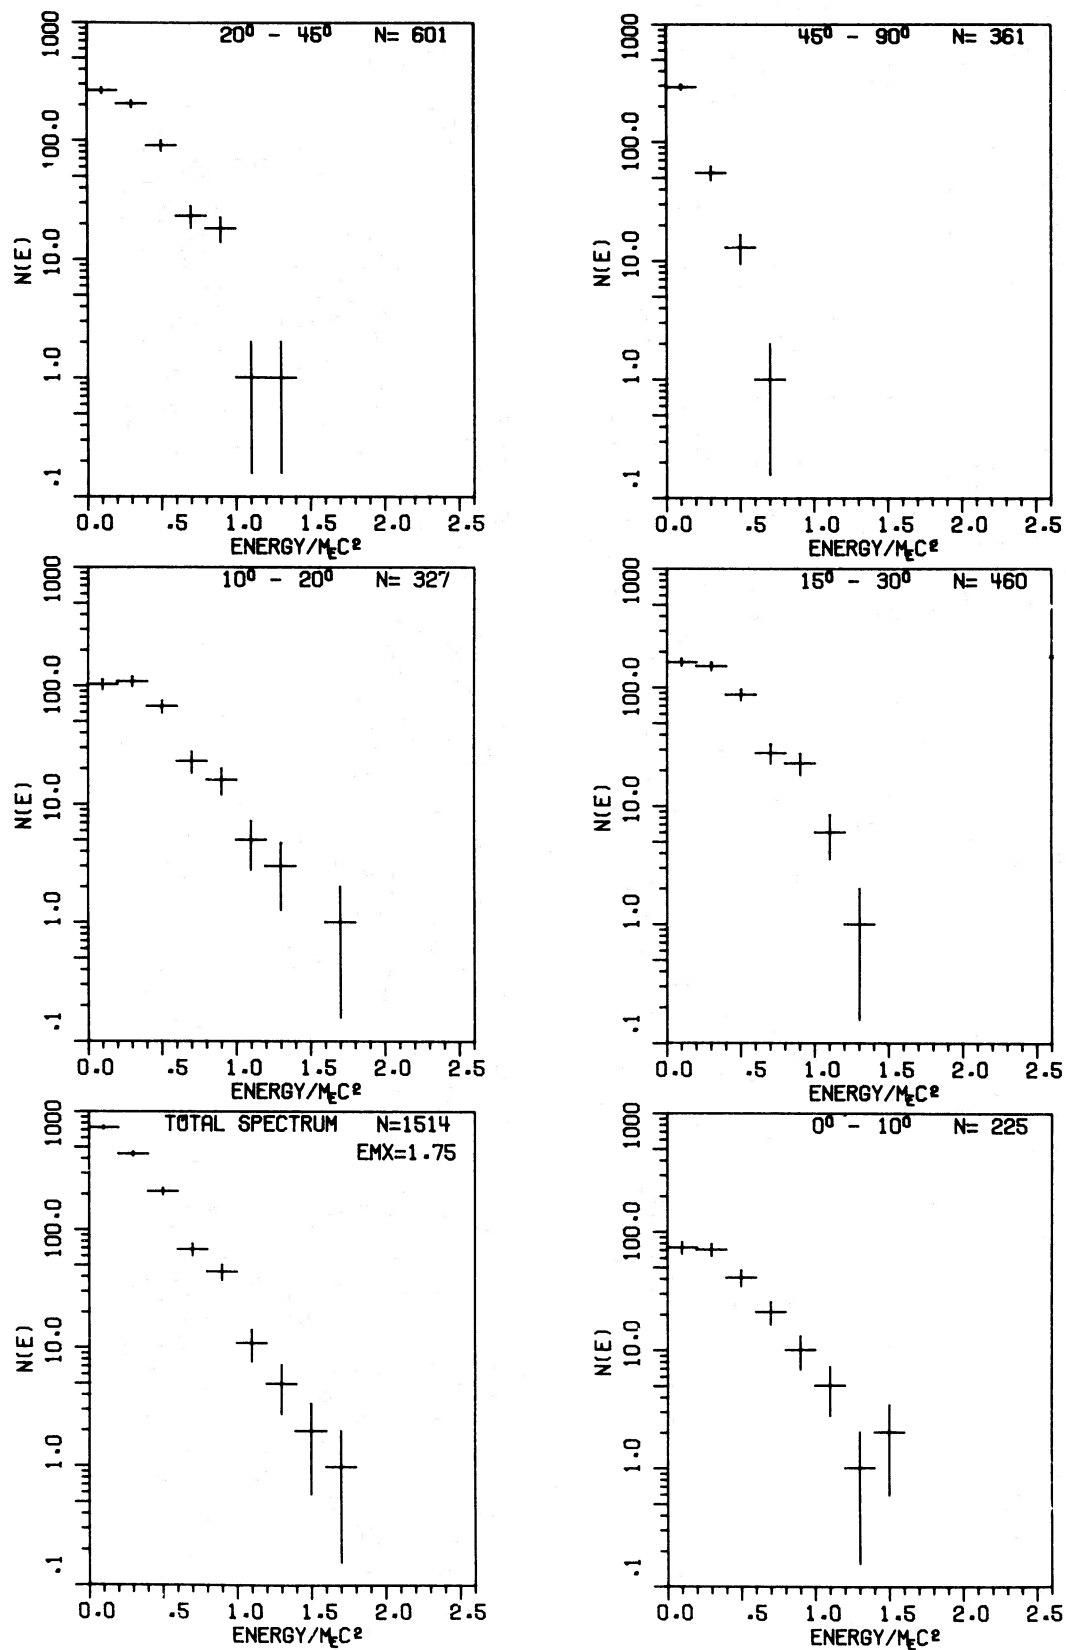 20⁰ - 45⁰ N= 601
1000
100.0
10.0
1.0
.1
N(E)
0.0 .5 1.0 1.5 2.0 2.5
ENERGY/MEC2
45⁰ - 90⁰ N= 361
1000
100.0
10.0
1.0
.1
N(E)
0.0 .5 1.0 1.5 2.0 2.5
ENERGY/MEC2
10⁰ - 20⁰ N= 327
1000
100.0
10.0
1.0
.1
N(E)
0.0 .5 1.0 1.5 2.0 2.5
ENERGY/MEC2
15⁰ - 30⁰ N= 460
1000
100.0
10.0
1.0
.1
N(E)
0.0 .5 1.0 1.5 2.0 2.5
ENERGY/MEC2
TOTAL SPECTRUM N=1514
EMX=1.75
1000
100.0
10.0
1.0
.1
N(E)
0.0 .5 1.0 1.5 2.0 2.5
ENERGY/MEC2
0⁰ - 10⁰ N= 225
1000
100.0
10.0
1.0
.1
N(E)
0.0 .5 1.0 1.5 2.0 2.5
ENERGY/MEC2